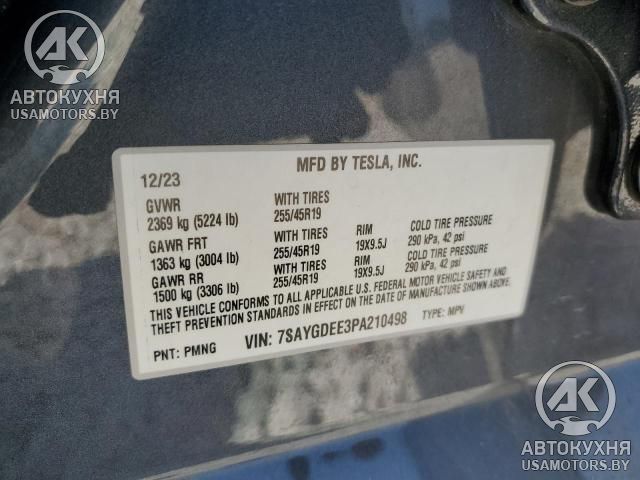 AK
АВТОКУХНЯ
USAMOTORS.BY
MFD BY TESLA, INC.
12/23
GVWR
2369 kg (5224 lb)
WITH TIRES
255/45R19
GAWR FRT
1363 kg (3004 lb)
WITH TIRES
255/45R19
RIM
19X9.5J
COLD TIRE PRESSURE
290 kPa, 42 psi
GAWR RR
1500 kg (3306 lb)
WITH TIRES
255/45R19
RIM
19X9.5J
COLD TIRE PRESSURE
290 kPa, 42 psi
THIS VEHICLE CONFORMS TO ALL APPLICABLE U.S. FEDERAL MOTOR VEHICLE SAFETY AND
THEFT PREVENTION STANDARDS IN EFFECT ON THE DATE OF MANUFACTURE SHOWN ABOVE.
PNT: PMNG
VIN: 7SAYGDEE3PA210498
TYPE: MPV
AK
АВТОКУХНЯ
USAMOTORS.BY